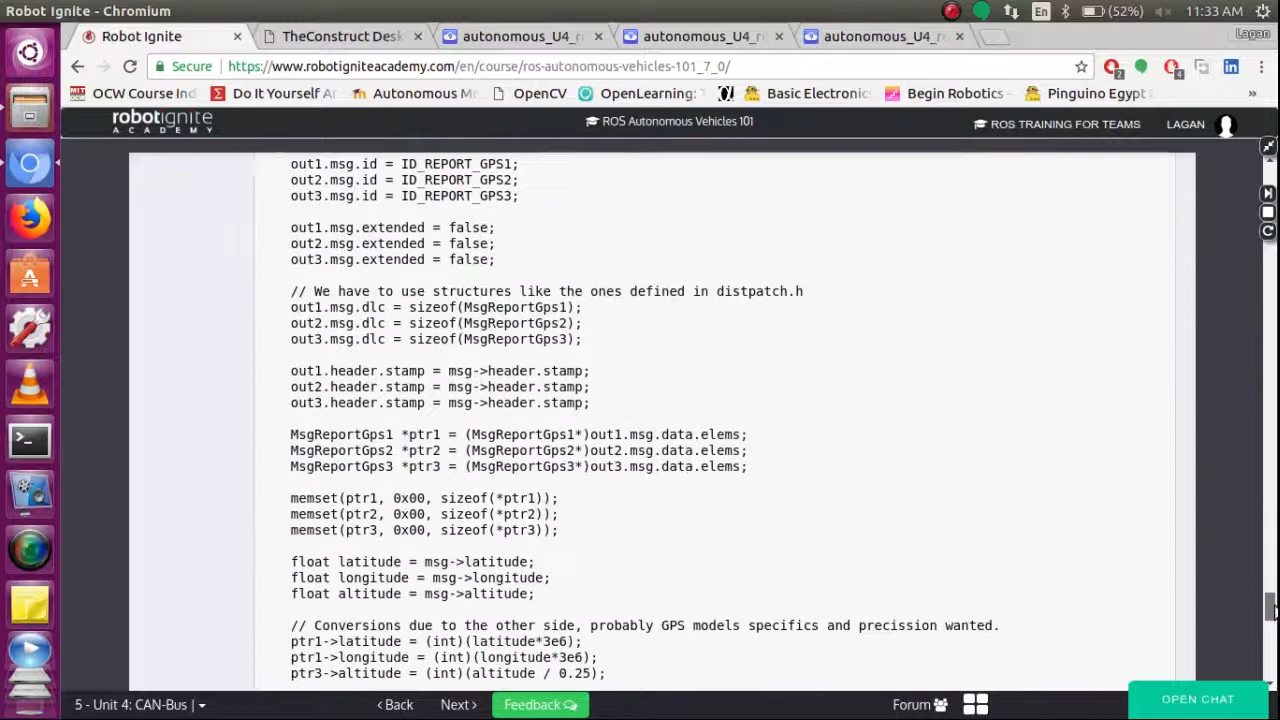 Robot Ignite - Chromium
En
(52%)
11:33 AM
Robot Ignite
TheConstruct Desk
autonomous_U4_r
autonomous_U4_r
autonomous_U4_r
Lagan
Secure
https://www.robotigniteacademy.com/en/course/ros-autonomous-vehicles-101_7_0/
2
4
MIT
OCW Course Ind
Do It Yourself Ar
Autonomous Mo
OpenCV
OpenLearning:
Basic Electronic
Begin Robotics -
Pinguino Egypt
»
robotignite
ACADEMY
ROS Autonomous Vehicles 101
ROS TRAINING FOR TEAMS
LAGAN
out1.msg.id = ID_REPORT_GPS1;
out2.msg.id = ID_REPORT_GPS2;
out3.msg.id = ID_REPORT_GPS3;
out1.msg.extended = false;
out2.msg.extended = false;
out3.msg.extended = false;
// We have to use structures like the ones defined in distpatch.h
out1.msg.dlc = sizeof(MsgReportGps1);
out2.msg.dlc = sizeof(MsgReportGps2);
out3.msg.dlc = sizeof(MsgReportGps3);
out1.header.stamp = msg->header.stamp;
out2.header.stamp = msg->header.stamp;
out3.header.stamp = msg->header.stamp;
MsgReportGps1 *ptr1 = (MsgReportGps1*)out1.msg.data.elems;
MsgReportGps2 *ptr2 = (MsgReportGps2*)out2.msg.data.elems;
MsgReportGps3 *ptr3 = (MsgReportGps3*)out3.msg.data.elems;
memset(ptr1, 0x00, sizeof(*ptr1));
memset(ptr2, 0x00, sizeof(*ptr2));
memset(ptr3, 0x00, sizeof(*ptr3));
float latitude = msg->latitude;
float longitude = msg->longitude;
float altitude = msg->altitude;
// Conversions due to the other side, probably GPS models specifics and precission wanted.
ptr1->latitude = (int)(latitude*3e6);
ptr1->longitude = (int)(longitude*3e6);
ptr3->altitude = (int)(altitude / 0.25);
5 - Unit 4: CAN-Bus |
< Back
Next >
Feedback
Forum
OPEN CHAT